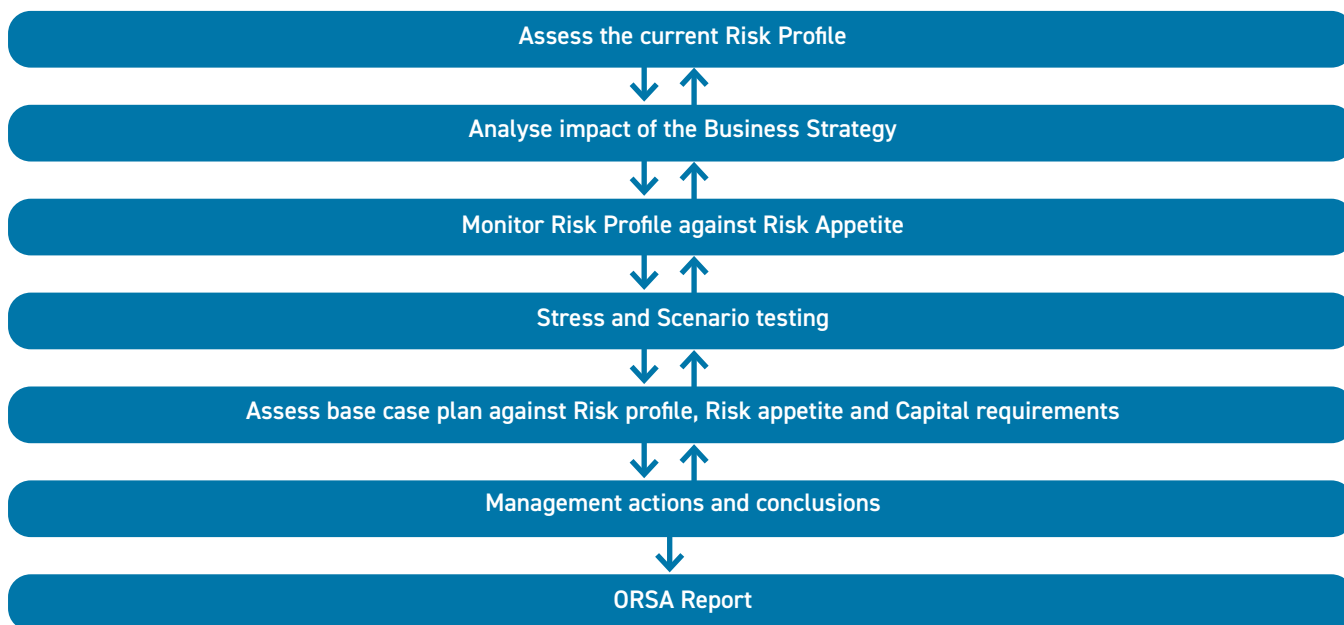 Assess the current Risk Profile
Analyse impact of the Business Strategy
Monitor Risk Profile against Risk Appetite
Stress and Scenario testing
Assess base case plan against Risk profile, Risk appetite and Capital requirements
Management actions and conclusions
ORSA Report